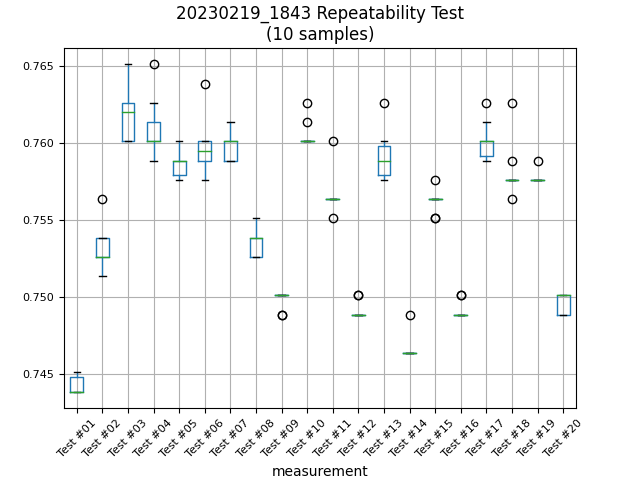 20230219_1843 Repeatability Test
(10 samples)
0.765
0.760
0.755
0.750
0.745
Test #01
Test #02
Test #03
Test #04
Test #05
Test #06
Test #07
Test #08
Test #09
Test #10
Test #11
Test #12
Test #13
Test #14
Test #15
Test #16
Test #17
Test #18
Test #19
Test #20
measurement